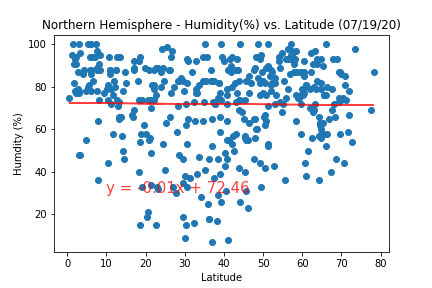 Northern Hemisphere - Humidity(%) vs. Latitude (07/19/20)
100
80
60
40
20
Humidity (%)
y = -0.01x + 72.46
0 10 20 30 40 50 60 70 80
Latitude